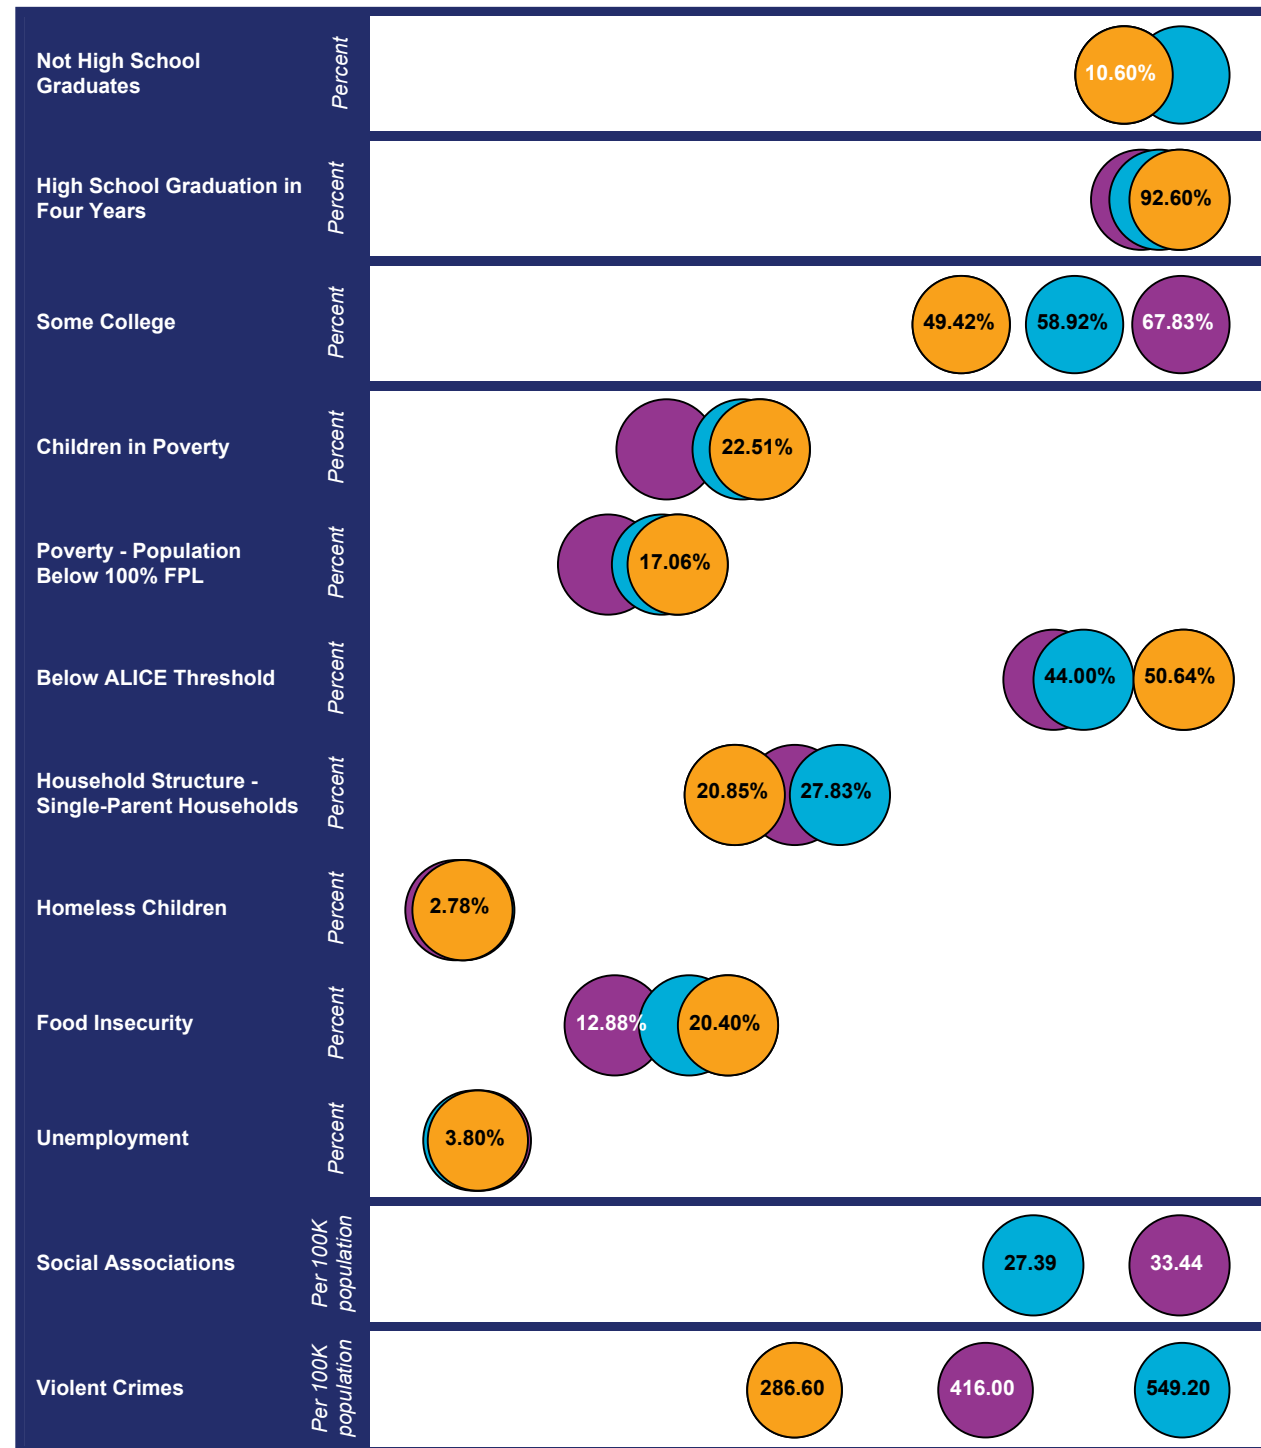 Not High School
Graduates
Percent
10.60%
High School Graduation in
Four Years
Percent
92.60%
Some College
Percent
49.42%
58.92%
67.83%
Children in Poverty
Percent
22.51%
Poverty - Population
Below 100% FPL
Percent
17.06%
Below ALICE Threshold
Percent
44.00%
50.64%
Household Structure -
Single-Parent Households
Percent
20.85%
27.83%
Homeless Children
Percent
2.78%
Food Insecurity
Percent
12.88%
20.40%
Unemployment
Percent
3.80%
Social Associations
Per 100K
population
27.39
33.44
Violent Crimes
Per 100K
population
286.60
416.00
549.20